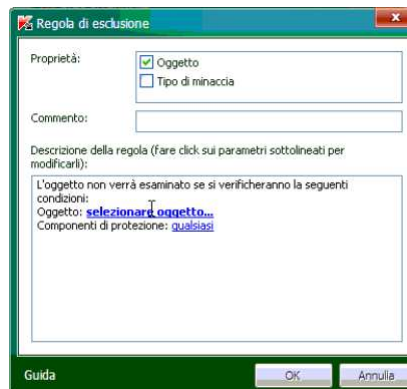 Regola di esclusione
Proprietà:
Oggetto
Tipo di minaccia
Commento:
Descrizione della regola (fare click sui parametri sottolineati per
modificarli):
L'oggetto non verrà esaminato se si verificheranno la seguenti
condizioni:
Oggetto: selezionare oggetto...
Componenti di protezione: qualsiasi
Guida
OK
Annulla